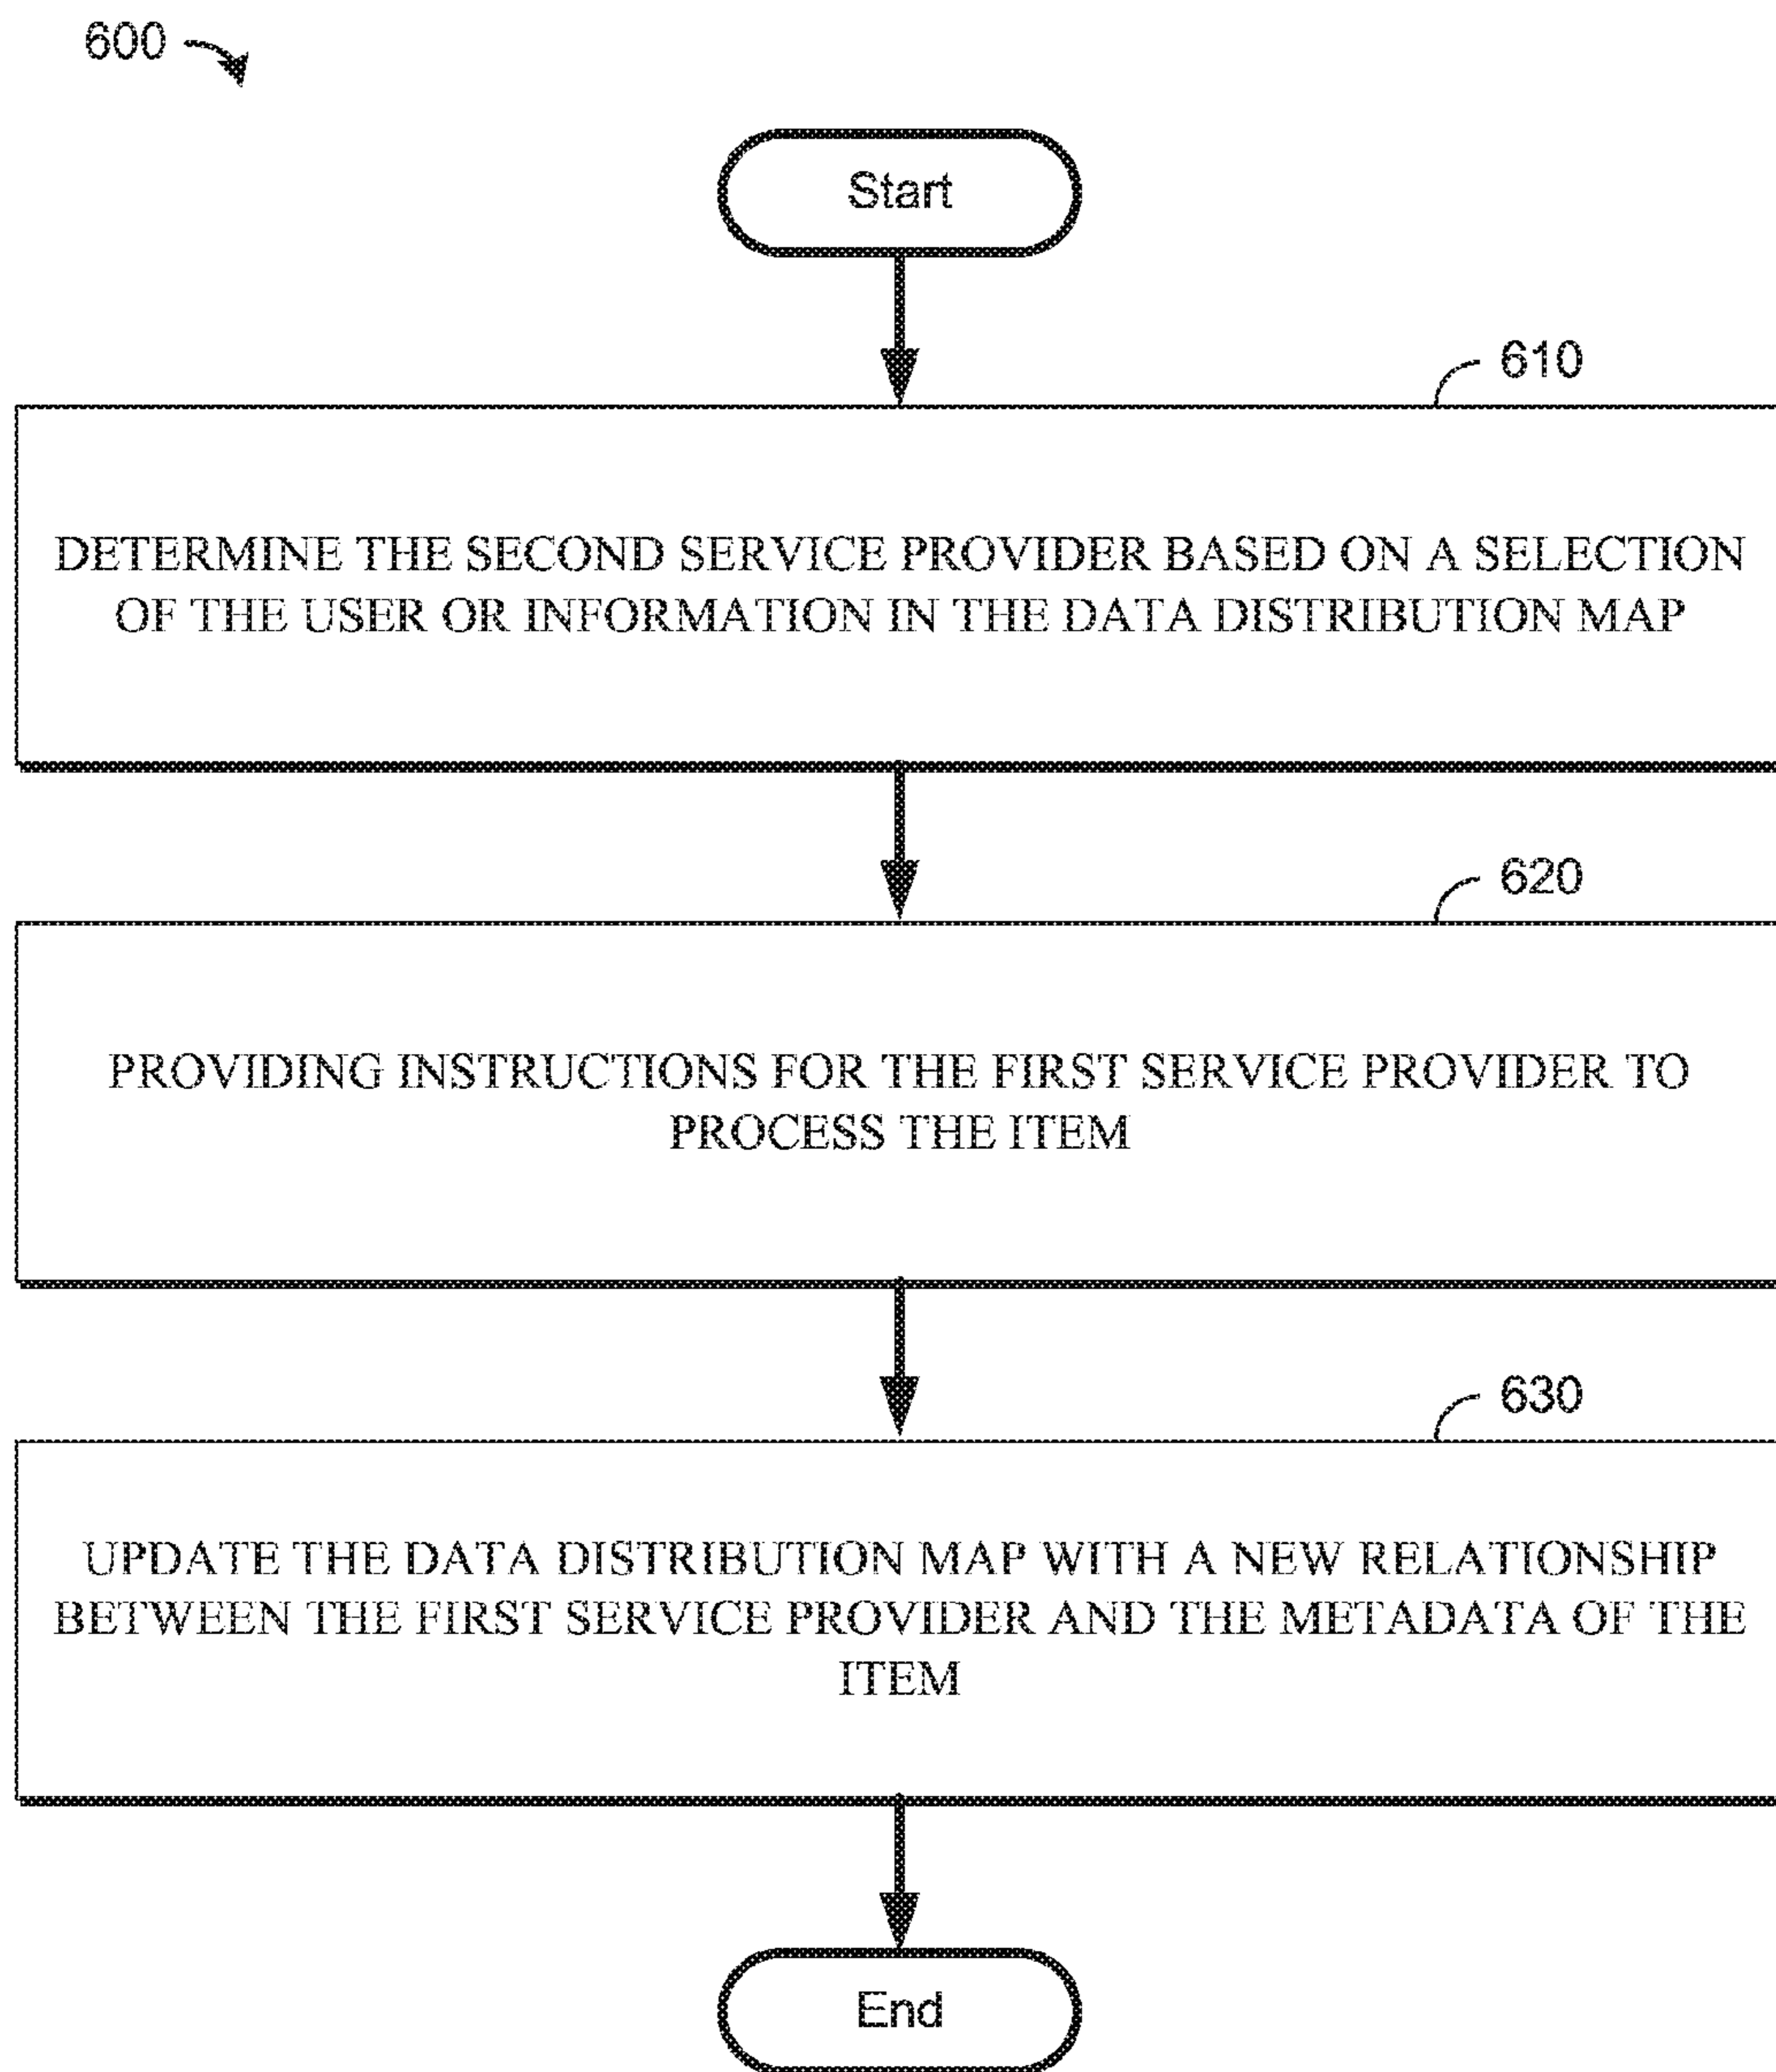 600
Start
610
DETERMINE THE SECOND SERVICE PROVIDER BASED ON A SELECTION
OF THE USER OR INFORMATION IN THE DATA DISTRIBUTION MAP
620
PROVIDING INSTRUCTIONS FOR THE FIRST SERVICE PROVIDER TO
PROCESS THE ITEM
630
UPDATE THE DATA DISTRIBUTION MAP WITH A NEW RELATIONSHIP
BETWEEN THE FIRST SERVICE PROVIDER AND THE METADATA OF THE
ITEM
End